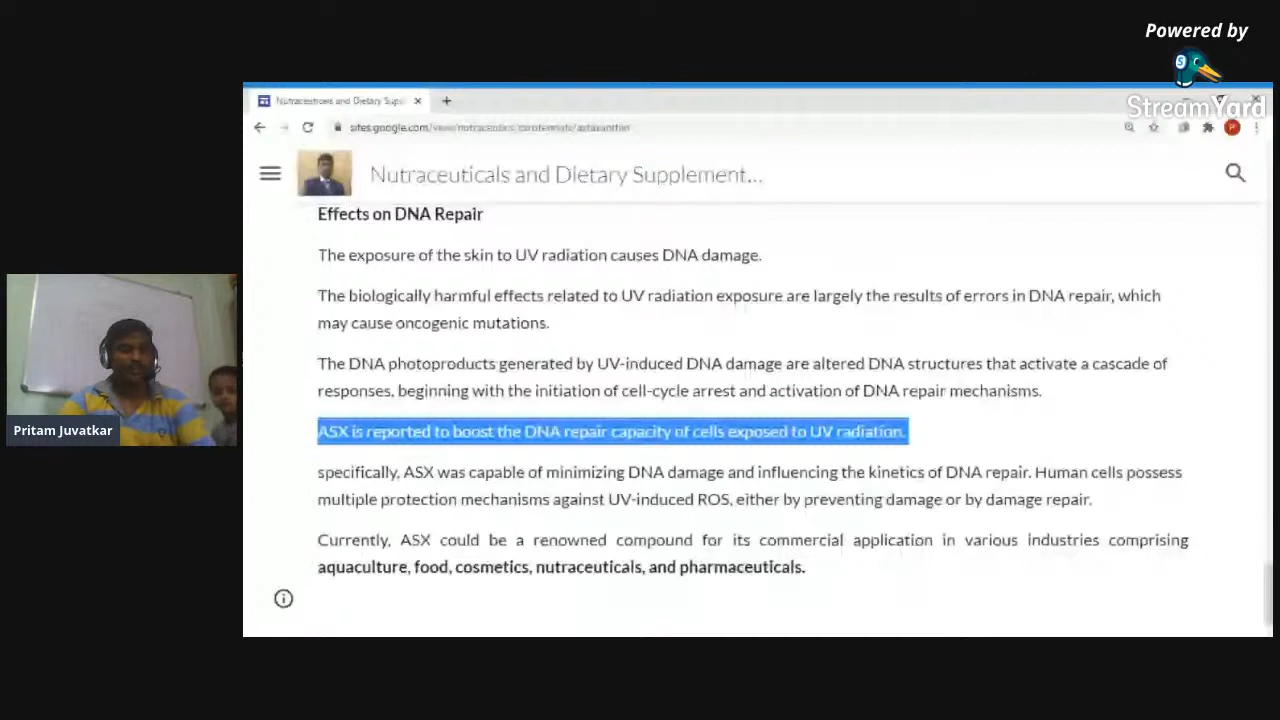 Powered by
StreamYard
sites.google.com/view/nutraceutics/carotenoids/astaxanthin
Nutraceuticals and Dietary Supplement...
Effects on DNA Repair
The exposure of the skin to UV radiation causes DNA damage.
The biologically harmful effects related to UV radiation exposure are largely the results of errors in DNA repair, which
may cause oncogenic mutations.
The DNA photoproducts generated by UV-induced DNA damage are altered DNA structures that activate a cascade of
responses, beginning with the initiation of cell-cycle arrest and activation of DNA repair mechanisms.
ASX is reported to boost the DNA repair capacity of cells exposed to UV radiation.
specifically, ASX was capable of minimizing DNA damage and influencing the kinetics of DNA repair. Human cells possess
multiple protection mechanisms against UV-induced ROS, either by preventing damage or by damage repair.
Currently, ASX could be a renowned compound for its commercial application in various industries comprising
aquaculture, food, cosmetics, nutraceuticals, and pharmaceuticals.
Pritam Juvatkar